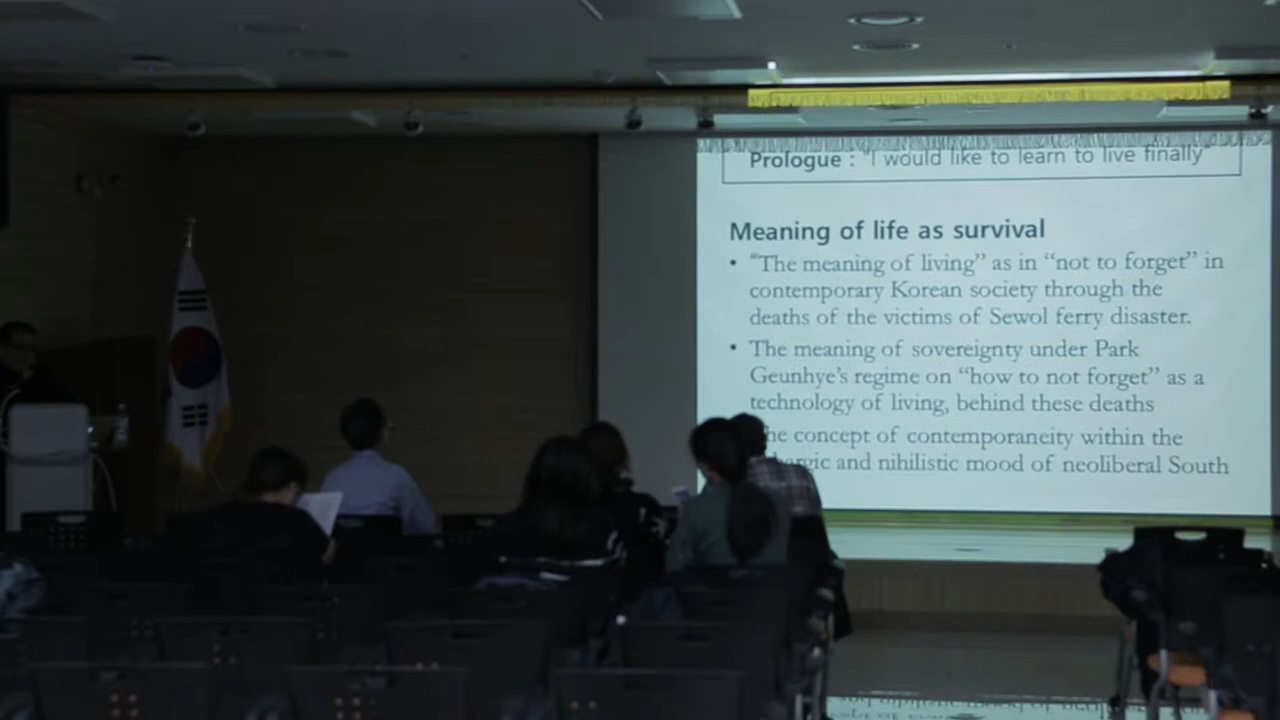 Prologue : "I would like to learn to live finally"
Meaning of life as survival
• "The meaning of living" as in "not to forget" in
contemporary Korean society through the
deaths of the victims of Sewol ferry disaster.
• The meaning of sovereignty under Park
Geunhye's regime on "how to not forget" as a
technology of living, behind these deaths
concept of contemporaneity within the
and nihilistic mood of neoliberal South